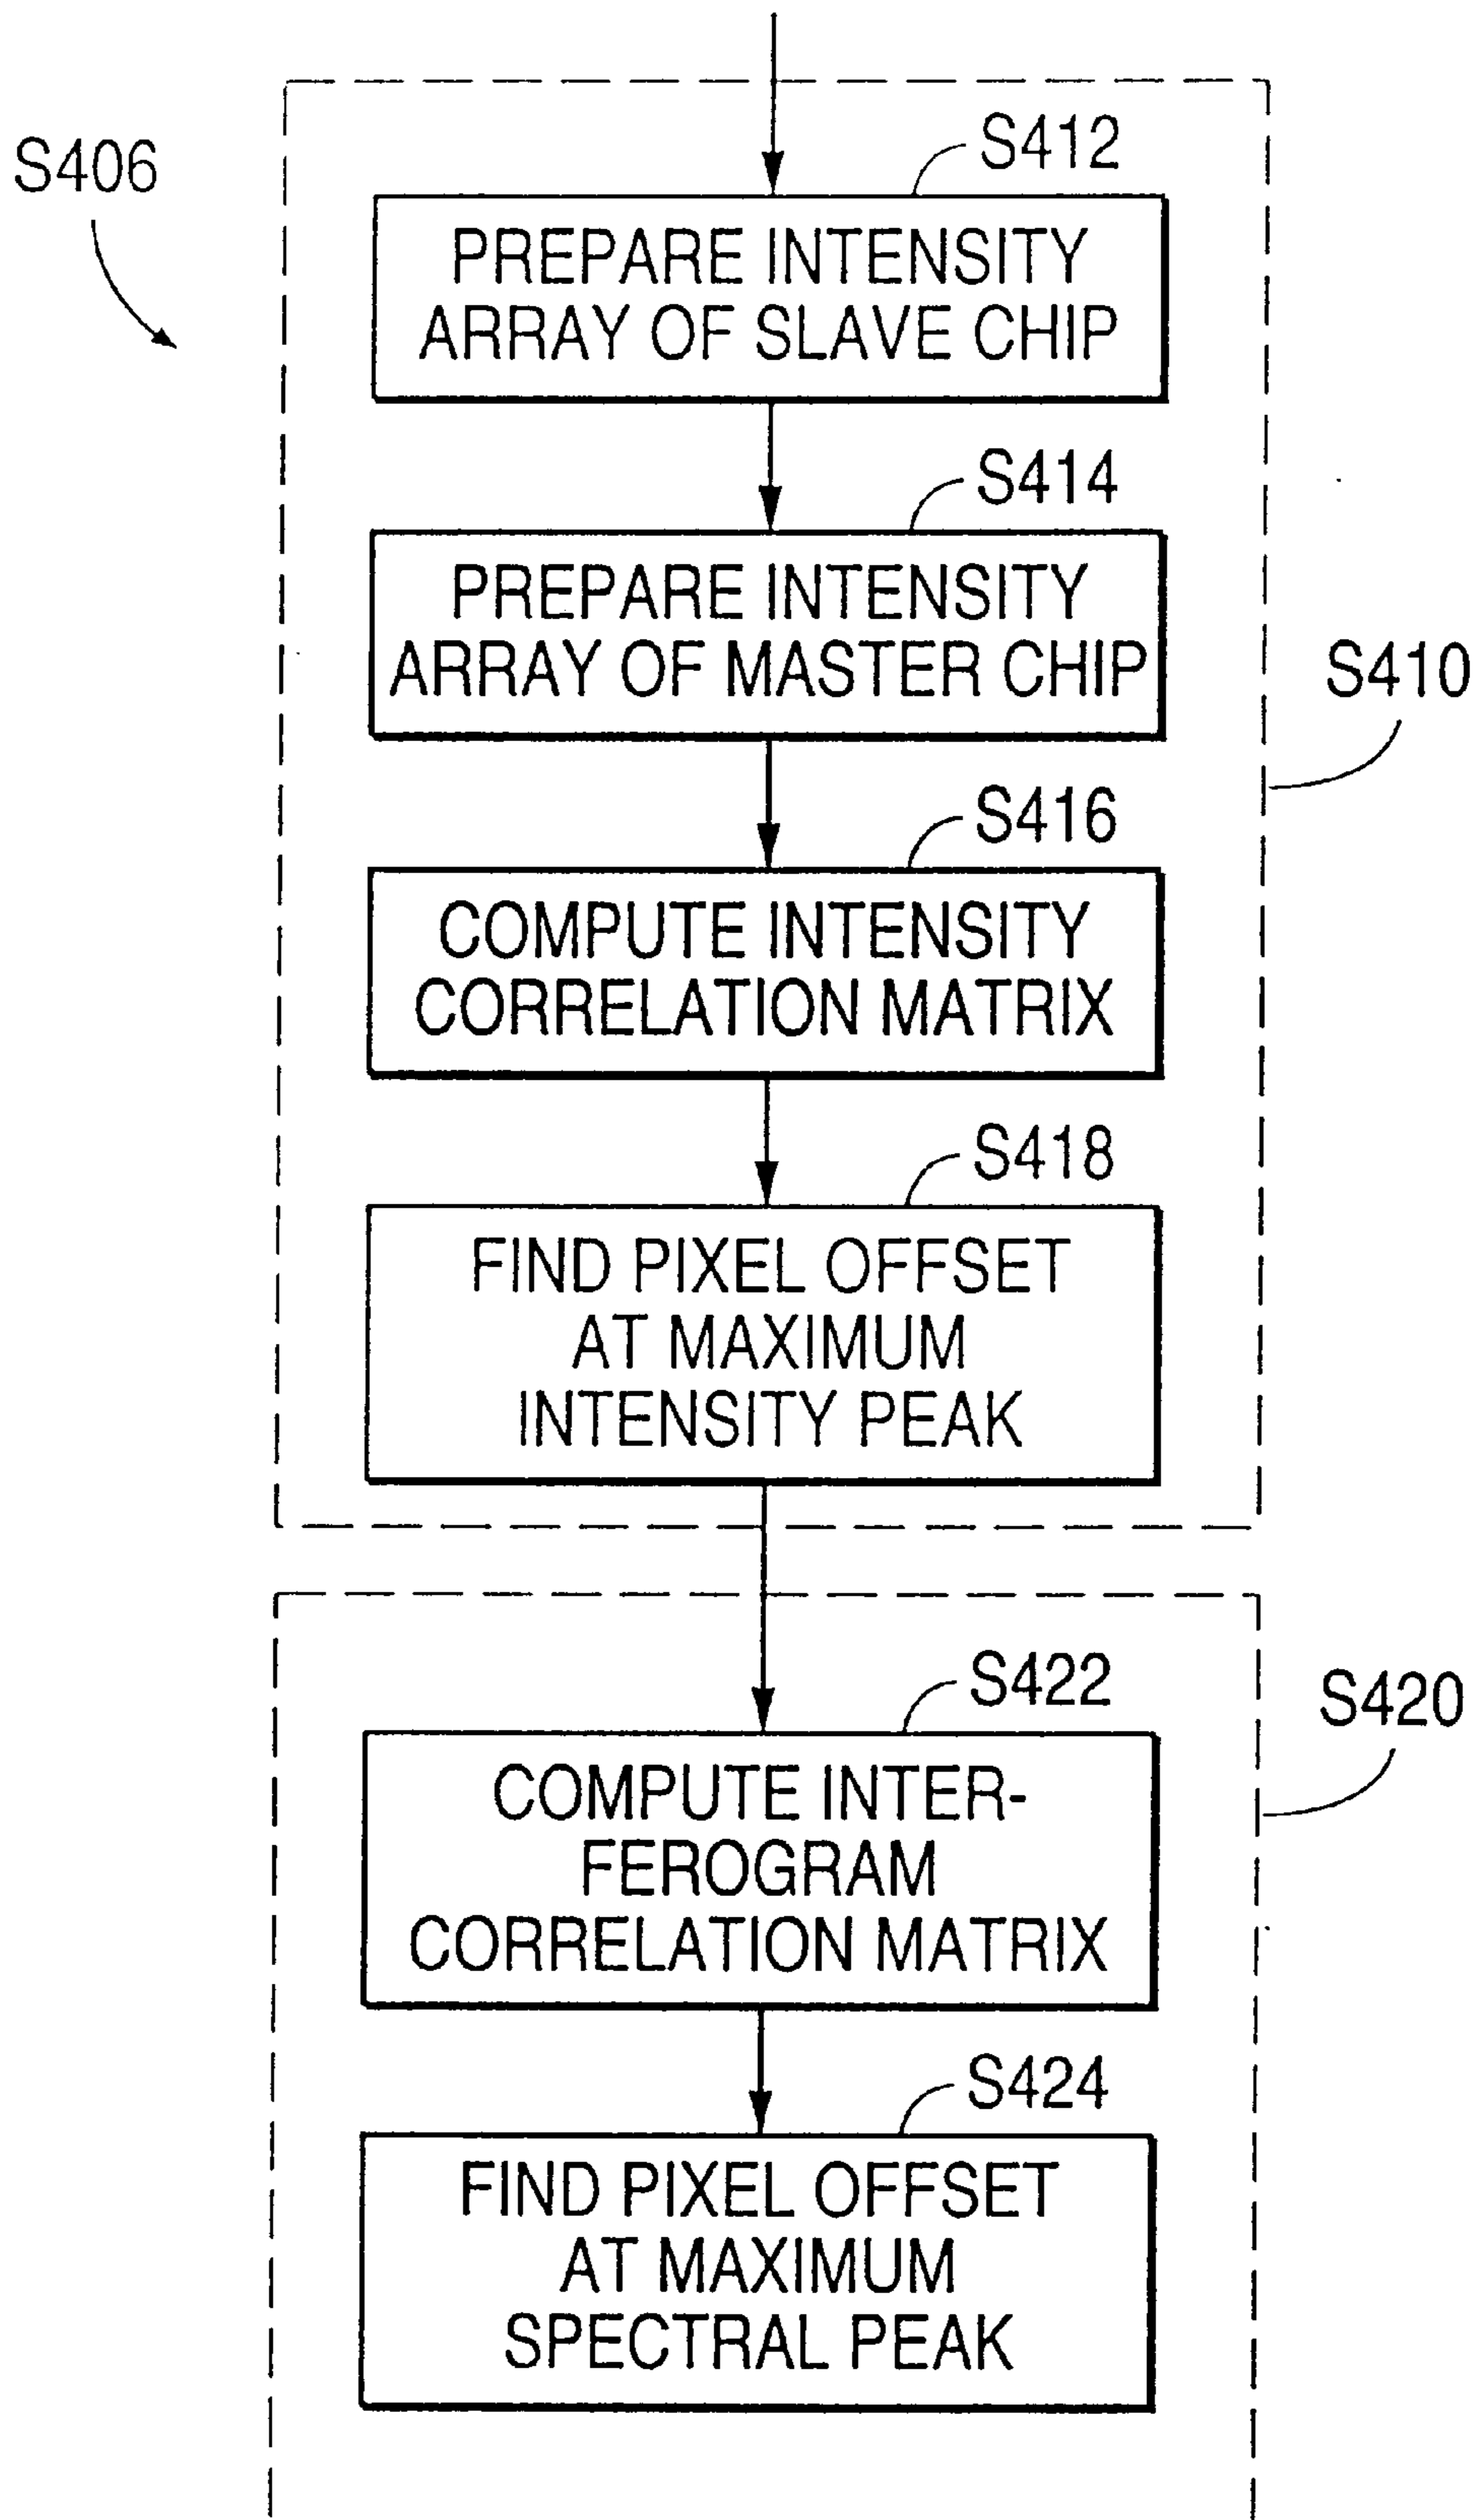 S406
S412
PREPARE INTENSITY
ARRAY OF SLAVE CHIP
S414
PREPARE INTENSITY
ARRAY OF MASTER CHIP
S410
S416
COMPUTE INTENSITY
CORRELATION MATRIX
S418
FIND PIXEL OFFSET
AT MAXIMUM
INTENSITY PEAK
S422
S420
COMPUTE INTER-
FEROGRAM
CORRELATION MATRIX
S424
FIND PIXEL OFFSET
AT MAXIMUM
SPECTRAL PEAK